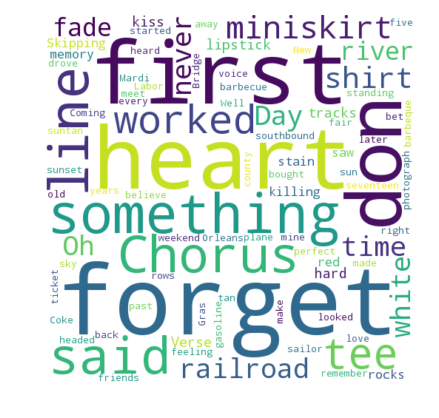 fade
kiss
started
away
five
Skipping
heard
never
lipstick
miniskirt
first
memory
voice
New
river
drove
Mardi
Bridge
barbecue
standing
Coming
Labor
every
meet
Well
fair
bet
shirt
line
worked
Day
tracks
later
don
barbeque
suntan
southbound
stain
saw
sunset
heart
county
bought
killing
sun
seventeen
photograph
old
years
believe
something
right
Oh
weekend
Orleans
plane
mine
time
Chorus
perfect
made
sky
rows
red
hard
white
ticket
forget
past
Gras
gasoline
tan
make
looked
Coke
said
back
Verse
sailor
love
tee
headed
feeling
railroad
remember
rocks
friends